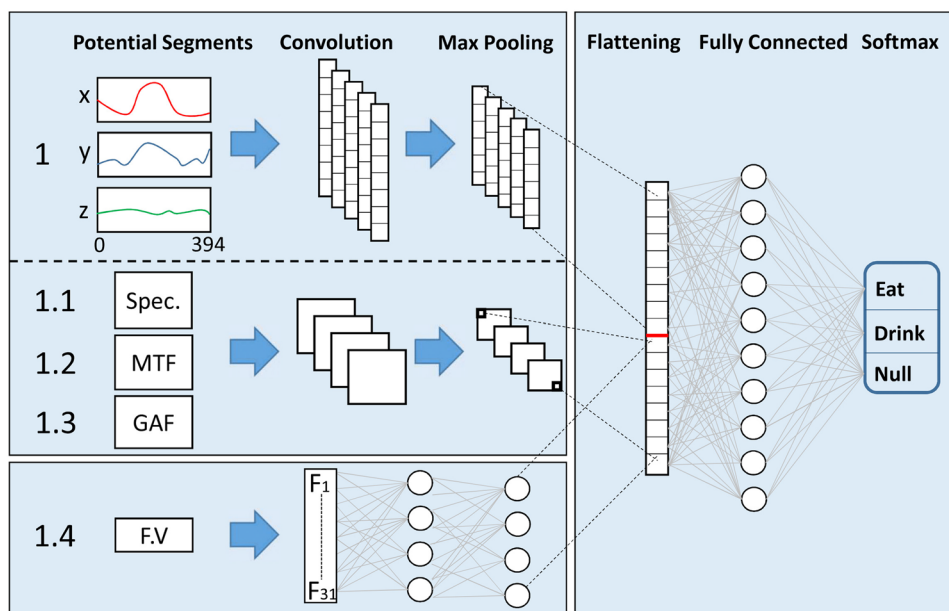 Potential Segments Convolution Max Pooling Flattening Fully Connected Softmax
x
1 y
z
0 394
1.1 Spec.
1.2 MTF
1.3 GAF
Eat
Drink
Null
1.4 F.V
F1
F31